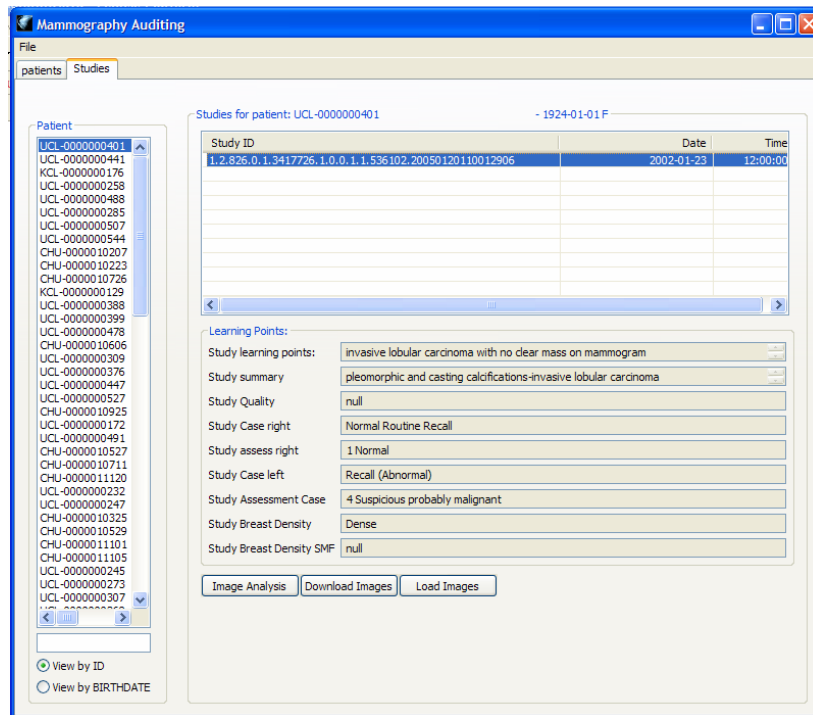 Mammography Auditing
File
patients Studies
Patient
UCL-0000000401
UCL-0000000441
KCL-0000000176
UCL-0000000258
UCL-0000000488
UCL-0000000285
UCL-0000000507
UCL-0000000544
CHU-0000010207
CHU-0000010223
CHU-0000010726
KCL-0000000129
UCL-0000000388
UCL-0000000399
UCL-0000000478
CHU-0000010606
UCL-0000000309
UCL-0000000376
UCL-0000000447
UCL-0000000527
CHU-0000010925
UCL-0000000172
UCL-0000000491
CHU-0000010527
CHU-0000010711
CHU-0000011120
UCL-0000000232
UCL-0000000247
CHU-0000010325
CHU-0000010529
CHU-0000011101
CHU-0000011105
UCL-0000000245
UCL-0000000273
UCL-0000000307
View by ID
View by BIRTHDATE
Studies for patient: UCL-0000000401 - 1924-01-01 F
Study ID Date Time
1.2.826.0.1.3417726.1.0.0.1.1.536102.20050120110012906 2002-01-23 12:00:00
Learning Points:
Study learning points: invasive lobular carcinoma with no clear mass on mammogram
Study summary pleomorphic and casting calcifications-invasive lobular carcinoma
Study Quality null
Study Case right Normal Routine Recall
Study assess right 1 Normal
Study Case left Recall (Abnormal)
Study Assessment Case 4 Suspicious probably malignant
Study Breast Density Dense
Study Breast Density SMF null
Image Analysis Download Images Load Images